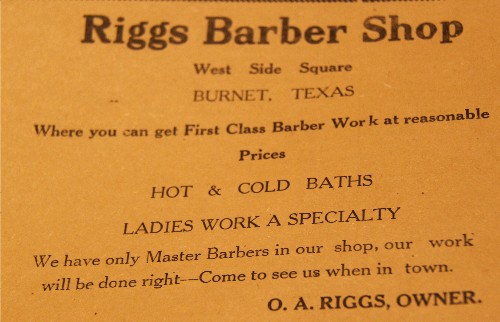 Riggs Barber Shop
West Side Square
BURNET, TEXAS
Where you can get First Class Barber Work at reasonable
Prices
HOT & COLD BATHS
LADIES WORK A SPECIALTY
We have only Master Barbers in our shop, our work
will be done right---Come to see us when in town.
O. A. RIGGS, OWNER.